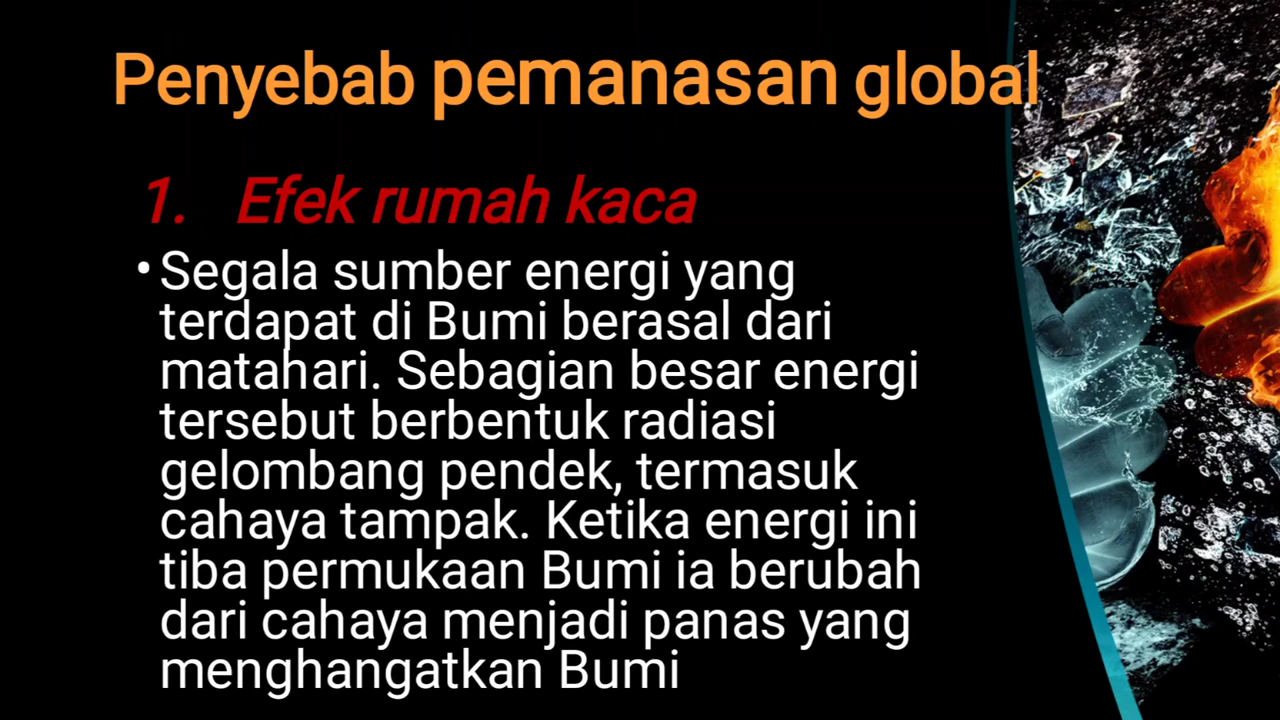 Penyebab pemanasan global
1. Efek rumah kaca
• Segala sumber energi yang
terdapat di Bumi berasal dari
matahari. Sebagian besar energi
tersebut berbentuk radiasi
gelombang pendek, termasuk
cahaya tampak. Ketika energi ini
tiba permukaan Bumi ia berubah
dari cahaya menjadi panas yang
menghangatkan Bumi